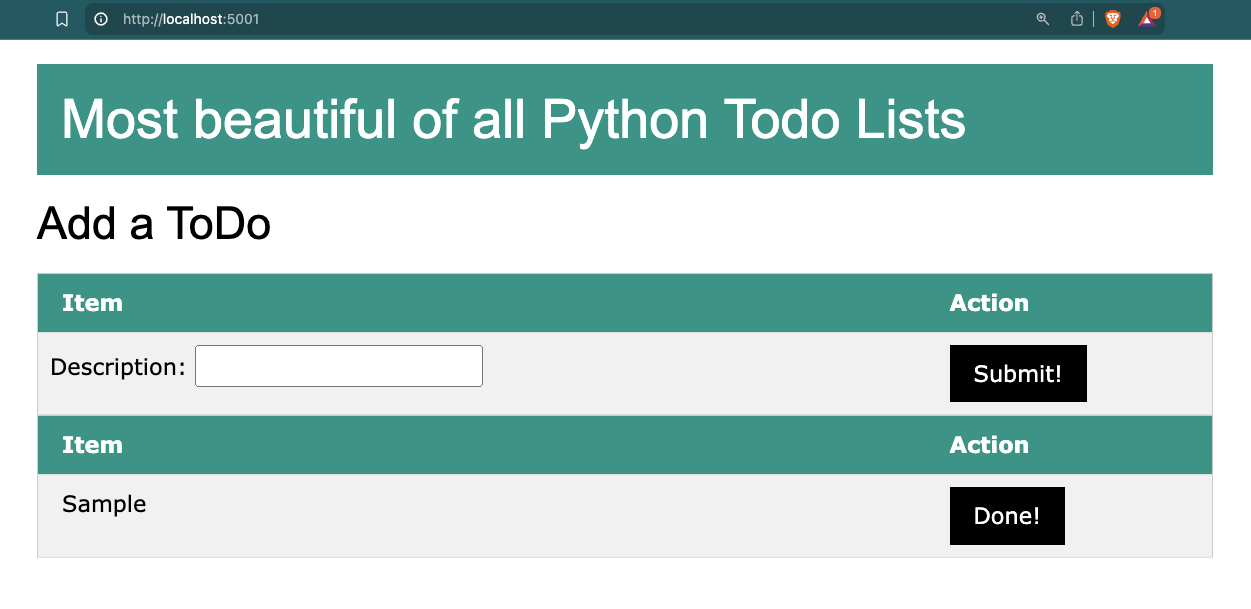 http://localhost:5001
1
Most beautiful of all Python Todo Lists
Add a ToDo
Item Action
Description: Submit!
Item Action
Sample Done!